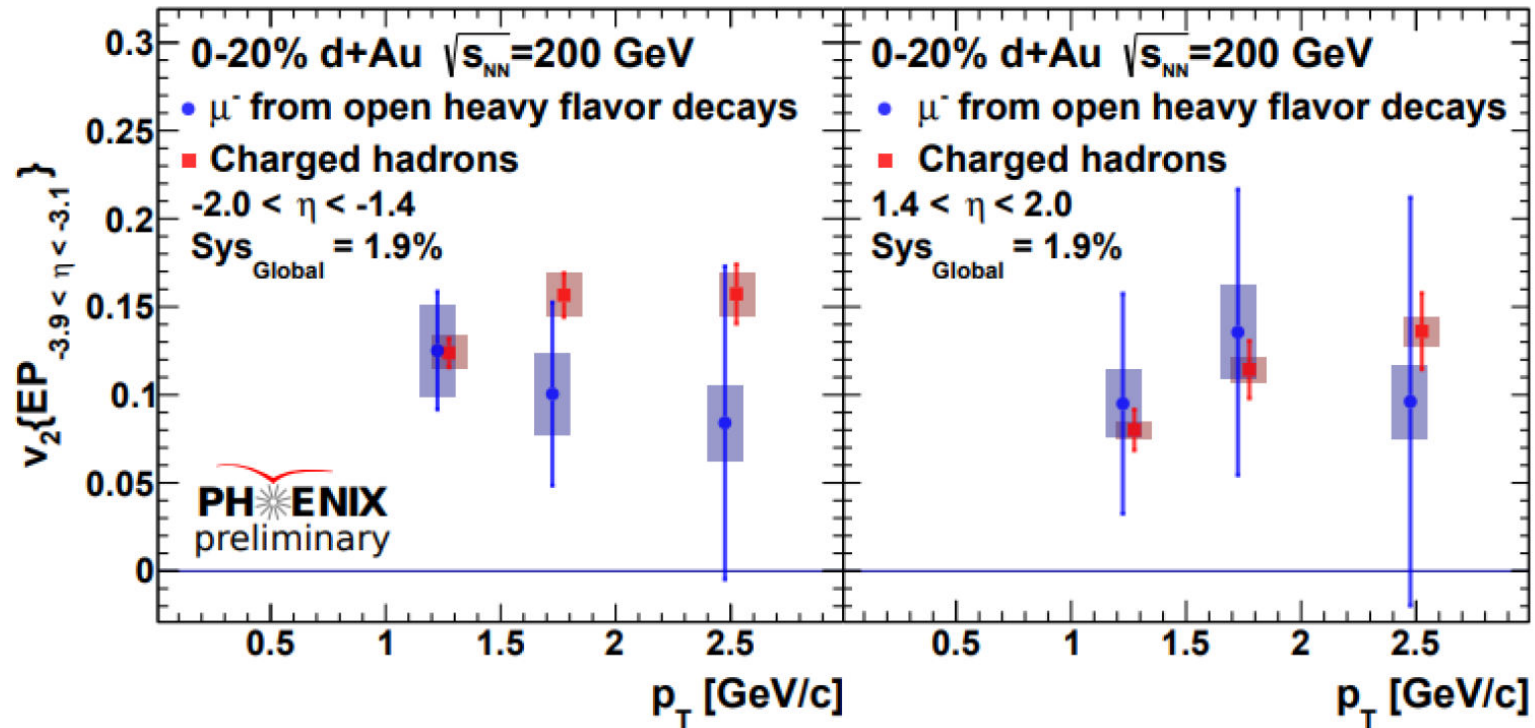 0-20% d+Au √s_NN=200 GeV
μ⁻ from open heavy flavor decays
Charged hadrons
-2.0 < η < -1.4
Sys_Global = 1.9%
PHENIX
preliminary
v₂{EP_-3.9 < η < -3.1}
0.3
0.25
0.2
0.15
0.1
0.05
0
0.5 1 1.5 2 2.5
p_T [GeV/c]
0-20% d+Au √s_NN=200 GeV
μ⁻ from open heavy flavor decays
Charged hadrons
1.4 < η < 2.0
Sys_Global = 1.9%
0.5 1 1.5 2 2.5
p_T [GeV/c]